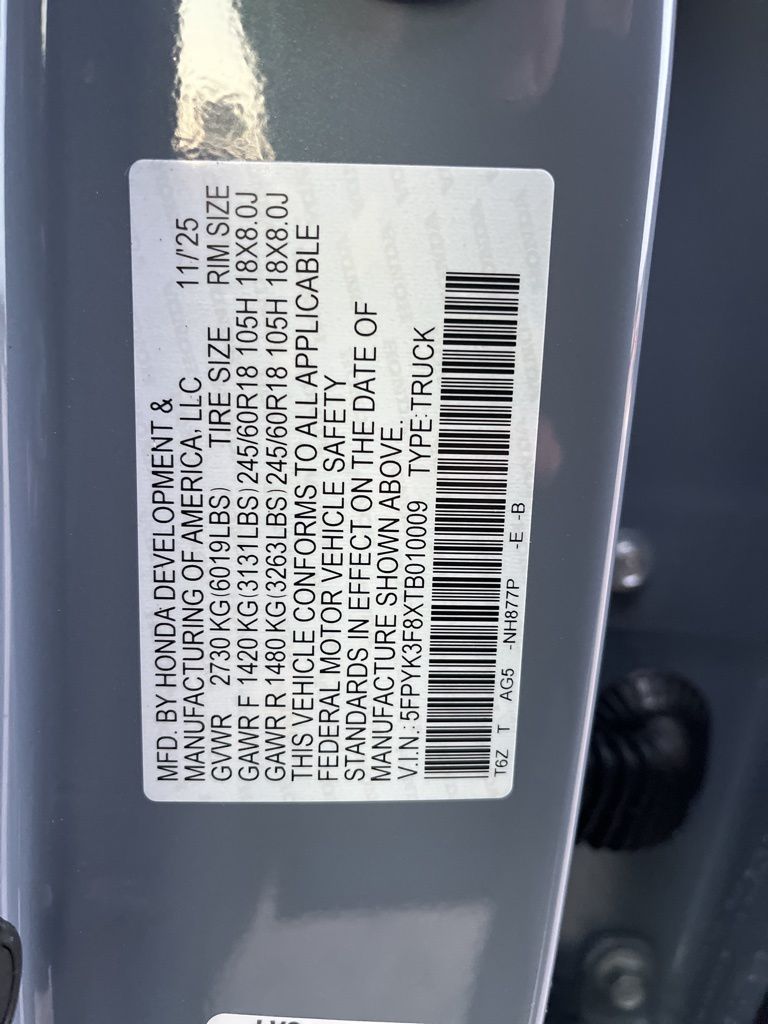 MFD. BY HONDA DEVELOPMENT &
MANUFACTURING OF AMERICA, LLC 11/'25
GVWR 2730 KG(6019LBS) TIRE SIZE RIM SIZE
GAWR F 1420 KG(3131LBS)245/60R18 105H 18X8.0J
GAWR R 1480 KG(3263LBS)245/60R18 105H 18X8.0J
THIS VEHICLE CONFORMS TO ALL APPLICABLE
FEDERAL MOTOR VEHICLE SAFETY
STANDARDS IN EFFECT ON THE DATE OF
MANUFACTURE SHOWN ABOVE.
V.I.N.: 5FPYK3F8XTB010009 TYPE: TRUCK
T6Z T AG5 -NH877P -E -B